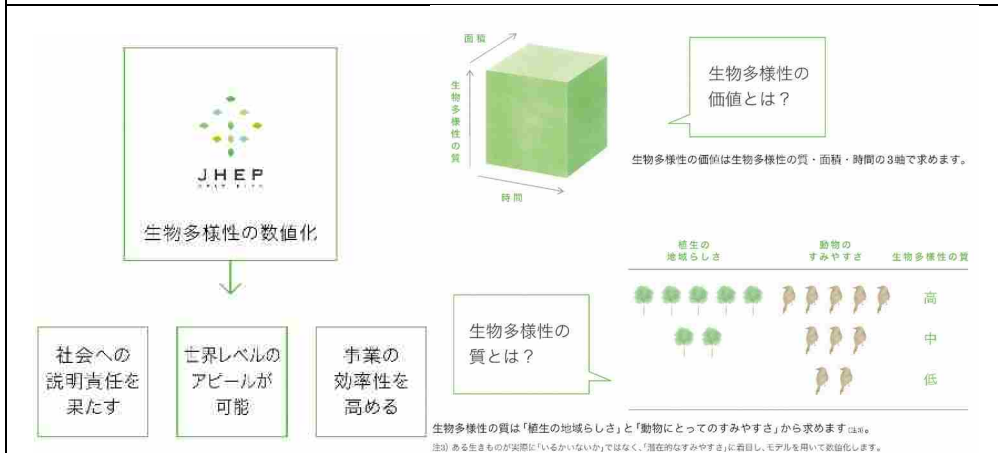 JHEP
生物多様性の数値化
社会への
説明責任を
果たす
世界レベルの
アピールが
可能
事業の
効率性を
高める
面積
生物多様性の質
時間
生物多様性の
価値とは？
生物多様性の価値は生物多様性の質・面積・時間の3軸で求めます。
植生の
地域らしさ
動物の
すみやすさ
生物多様性の質
高
中
低
生物多様性の
質とは？
生物多様性の質は「植生の地域らしさ」と「動物にとってのすみやすさ」から求めます(注3)。
注3) ある生きものが実際に「いるかいないか」ではなく、「潜在的なすみやすさ」に着目し、モデルを用いて数値化します。